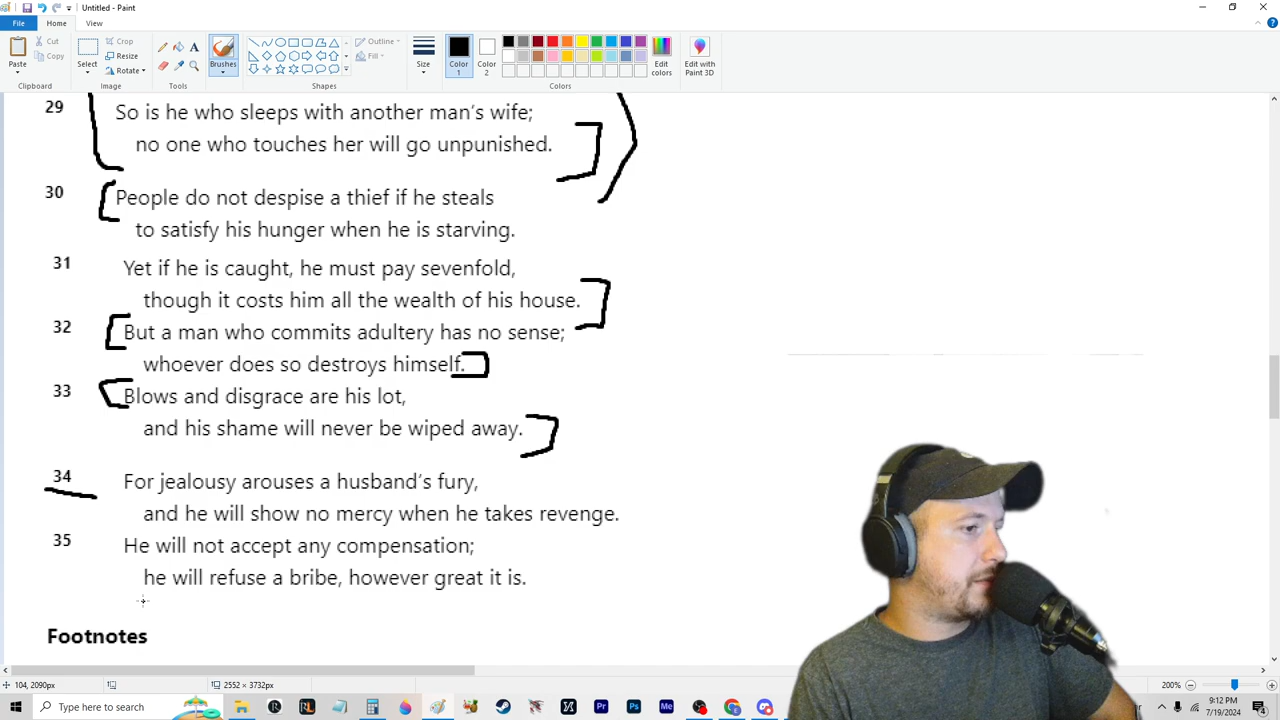 Untitled - Paint
File
Home
View
Paste
Cut
Copy
Clipboard
Select
Crop
Resize
Rotate
Image
Tools
Brushes
Outline
Fill
Shapes
Size
Color 1
Color 2
Edit colors
Edit with Paint 3D
Colors
29 So is he who sleeps with another man's wife;
no one who touches her will go unpunished.
30 People do not despise a thief if he steals
to satisfy his hunger when he is starving.
31 Yet if he is caught, he must pay sevenfold,
though it costs him all the wealth of his house.
32 But a man who commits adultery has no sense;
whoever does so destroys himself.
33 Blows and disgrace are his lot,
and his shame will never be wiped away.
34 For jealousy arouses a husband's fury,
and he will show no mercy when he takes revenge.
35 He will not accept any compensation;
he will refuse a bribe, however great it is.
Footnotes
104, 2090px
2552 × 3732px
200%
Type here to search
Pr
Ps
Me
9:12 PM
7/19/2024